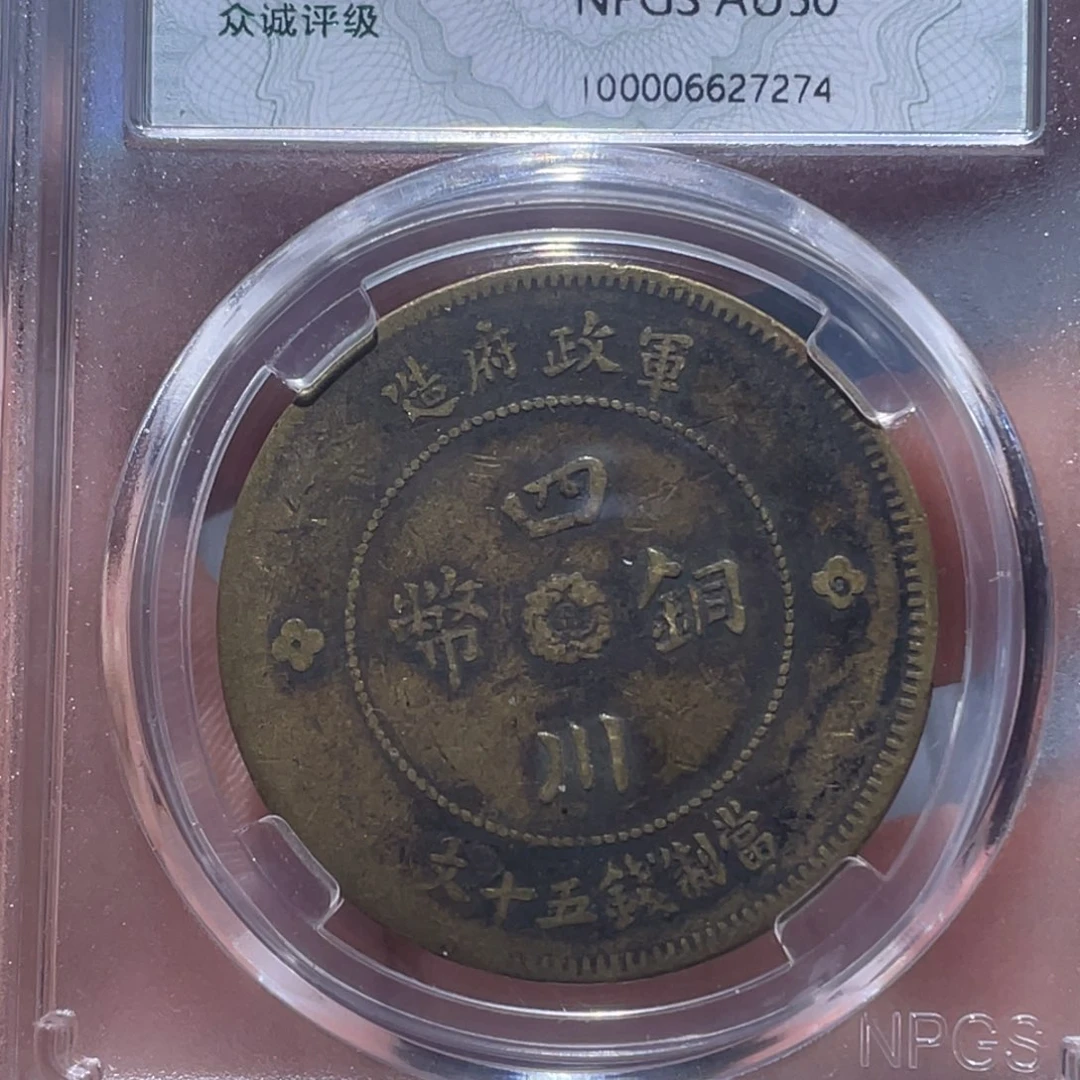 众诚评级
NPGS AU50
100006627274
軍政府造
四川
銅幣
當制錢五十文
NPGS